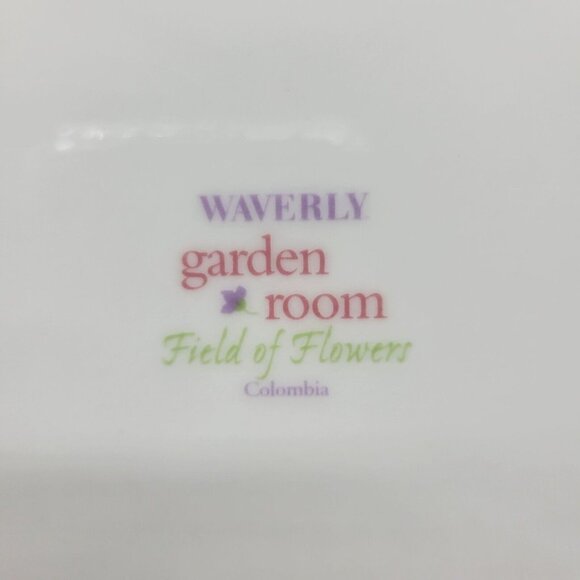 WAVERLY
garden
room
Field of Flowers
Colombia